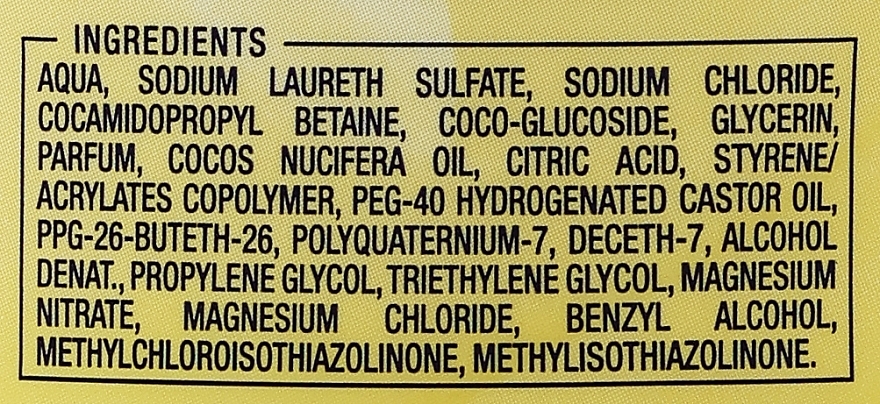 INGREDIENTS
AQUA, SODIUM LAURETH SULFATE, SODIUM CHLORIDE,
COCAMIDOPROPYL BETAINE, COCO-GLUCOSIDE, GLYCERIN,
PARFUM, COCOS NUCIFERA OIL, CITRIC ACID, STYRENE/
ACRYLATES COPOLYMER, PEG-40 HYDROGENATED CASTOR OIL,
PPG-26-BUTETH-26, POLYQUATERNIUM-7, DECETH-7, ALCOHOL
DENAT., PROPYLENE GLYCOL, TRIETHYLENE GLYCOL, MAGNESIUM
NITRATE, MAGNESIUM CHLORIDE, BENZYL ALCOHOL,
METHYLCHLOROISOTHIAZOLINONE, METHYLISOTHIAZOLINONE.